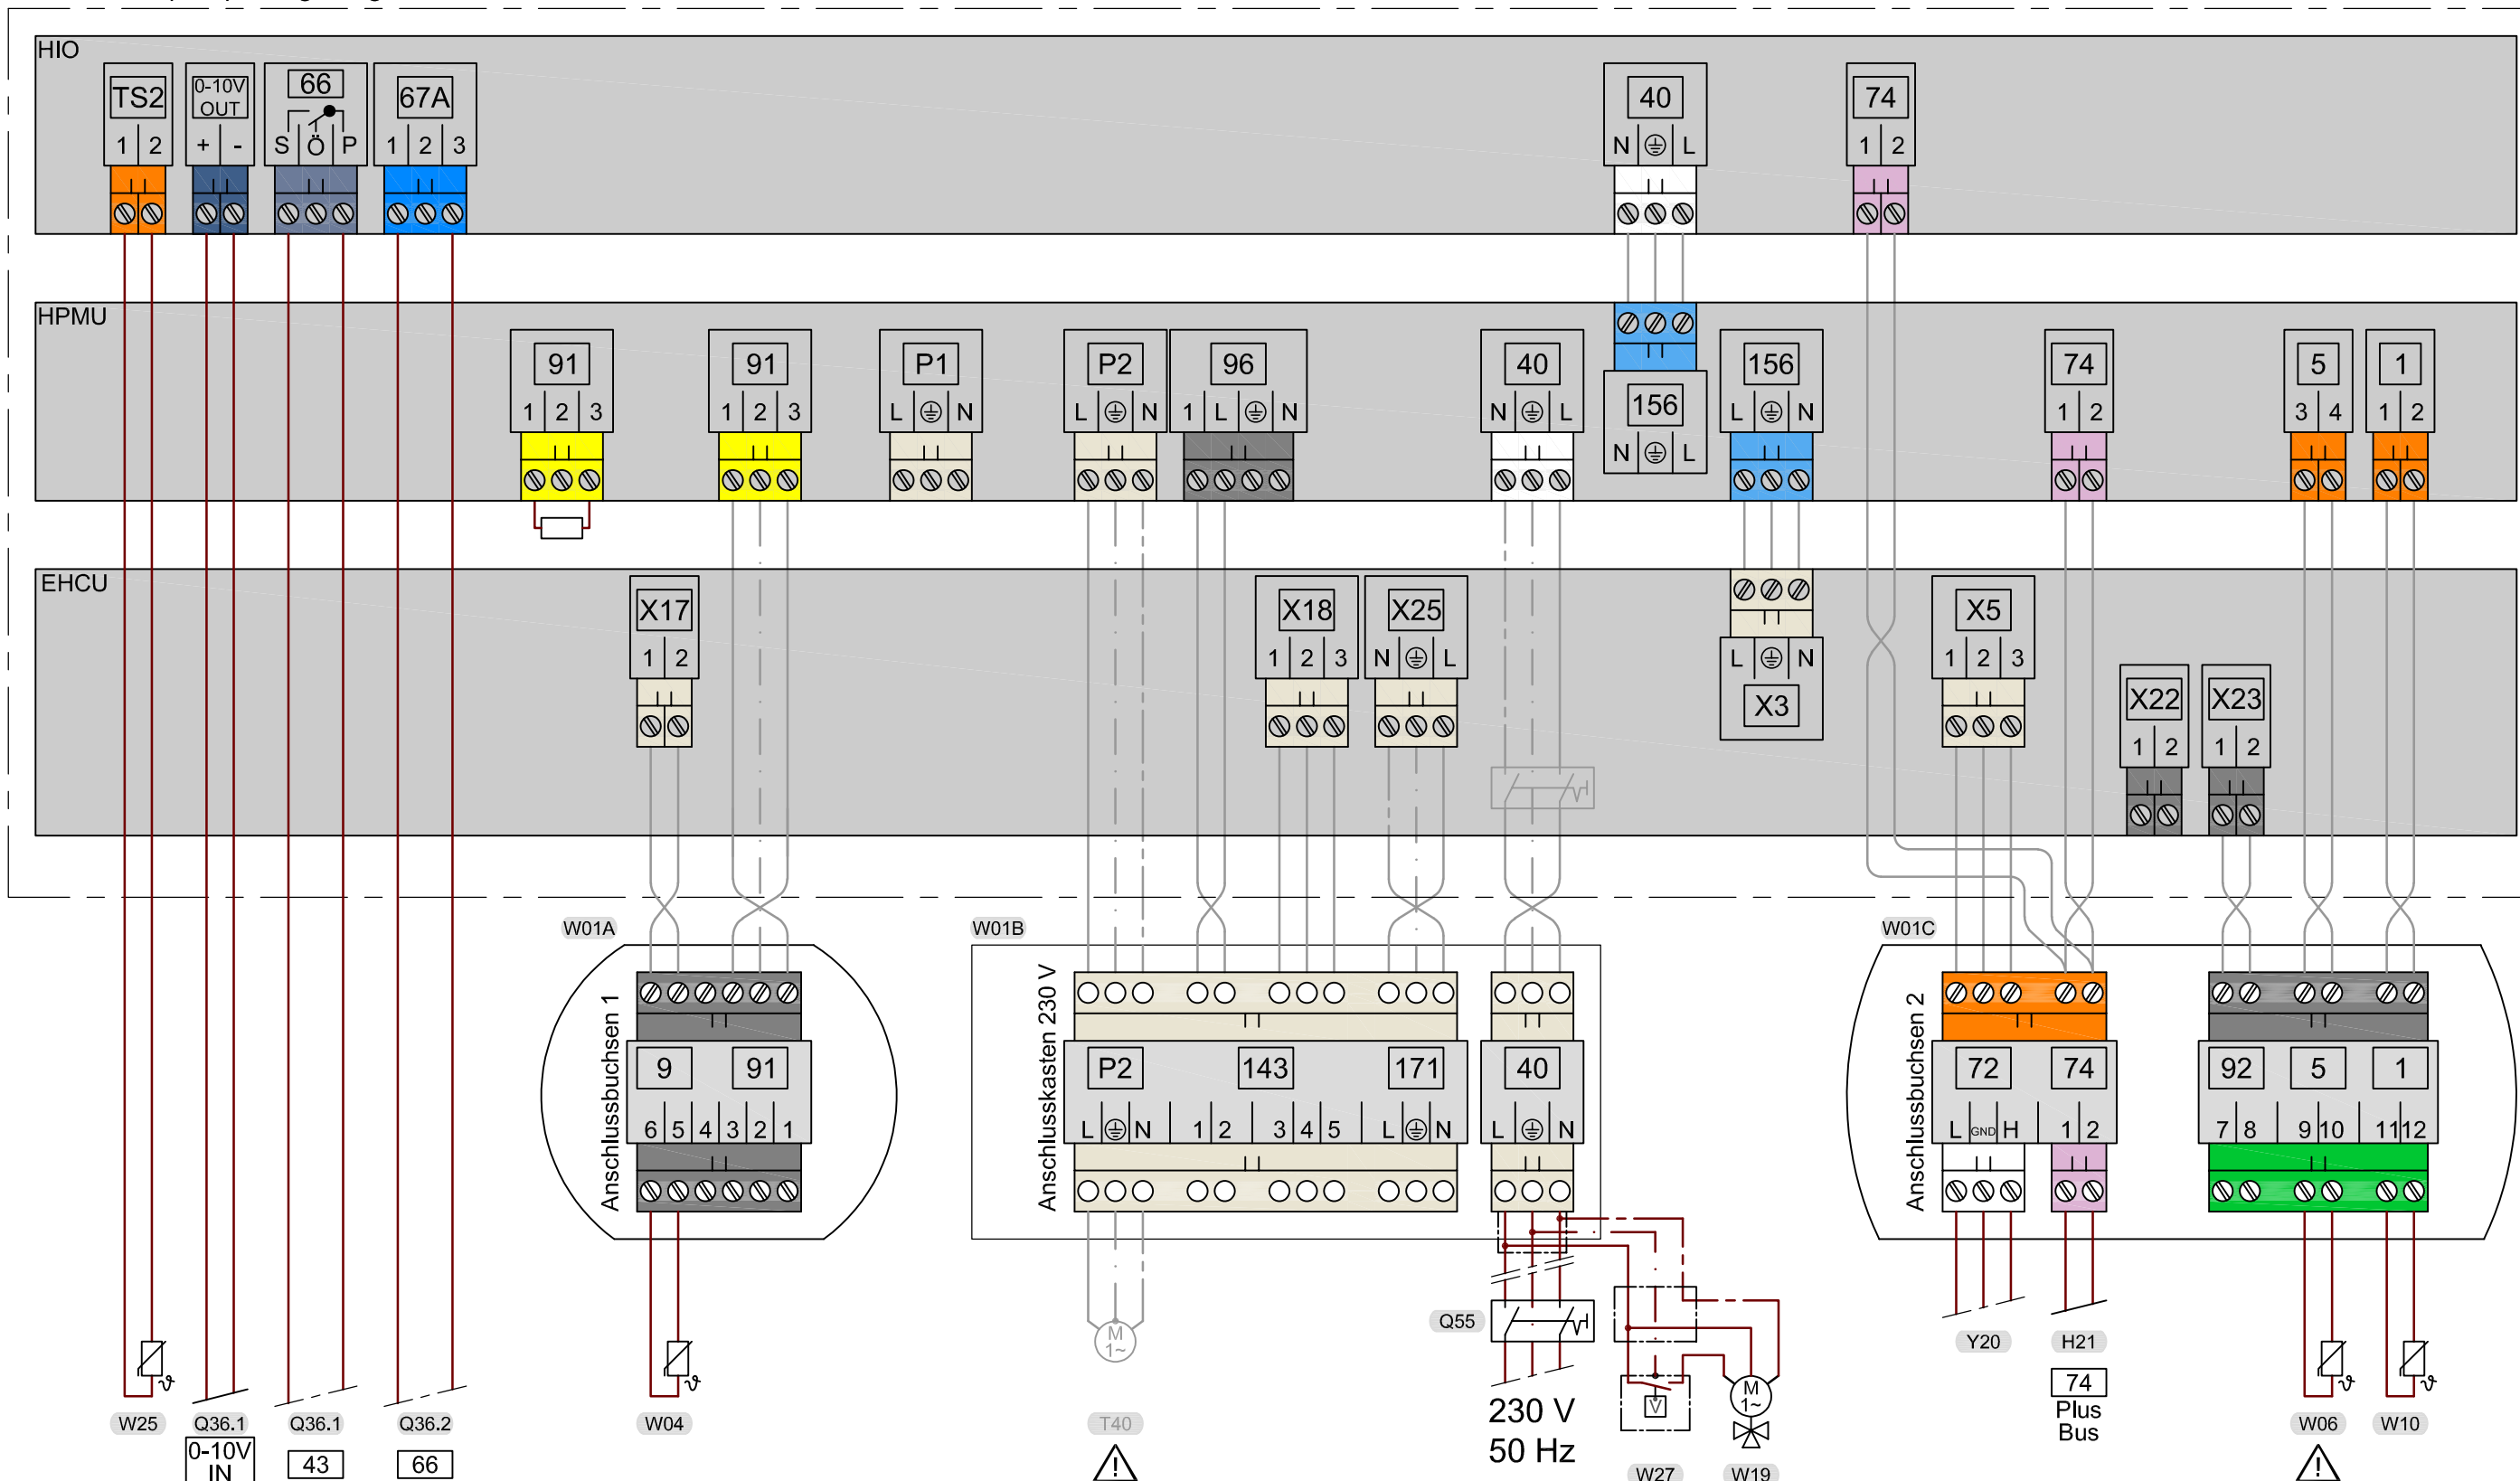 HIO
TS2
1 2
0-10V
OUT
+ -
66
S Ö P
67A
1 2 3
40
N L
74
1 2
HPMU
91
1 2 3
91
1 2 3
P1
L N
P2
L N
96
1 L N
40
N L
156
N L
156
L N
74
1 2
5
3 4
1
1 2
EHCU
X17
1 2
X18
1 2 3
X25
N L
L N
X3
X5
1 2 3
X22
1 2
X23
1 2
W01A
Anschlussbuchsen 1
9 91
6 5 4 3 2 1
W01B
Anschlusskasten 230 V
P2 143 171
L N 1 2 3 4 5 L N
40
L N
W01C
Anschlussbuchsen 2
72 74
L GND H 1 2
92 5 1
7 8 9 10 11 12
W25
ϑ
Q36.1
0-10V
IN
Q36.1
43
Q36.2
66
W04
ϑ
M
1~
T40
!
Q55
230 V
50 Hz
V
W27
M
1~
W19
Y20
H21
74
Plus
Bus
ϑ
W06
!
ϑ
W10